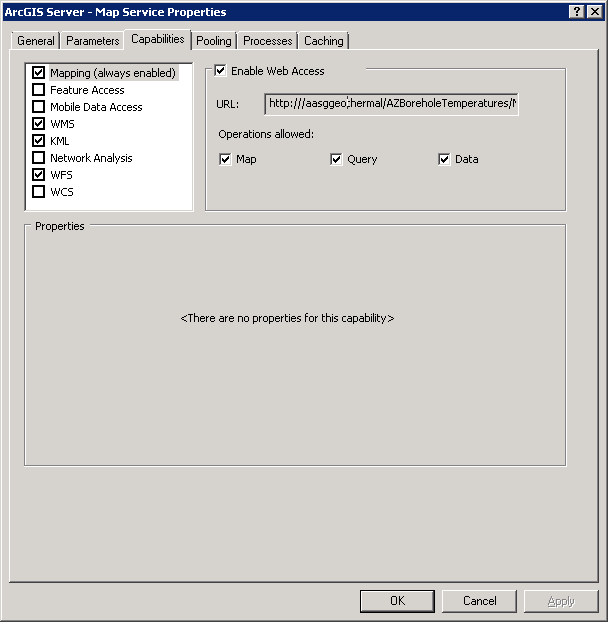 ArcGIS Server - Map Service Properties
General Parameters Capabilities Pooling Processes Caching
Mapping (always enabled)
Feature Access
Mobile Data Access
WMS
KML
Network Analysis
WFS
WCS
Enable Web Access
URL: http:///aasggeo;hermal/AZBoreholeTemperatures/M
Operations allowed:
Map Query Data
Properties
<There are no properties for this capability>
OK Cancel Apply